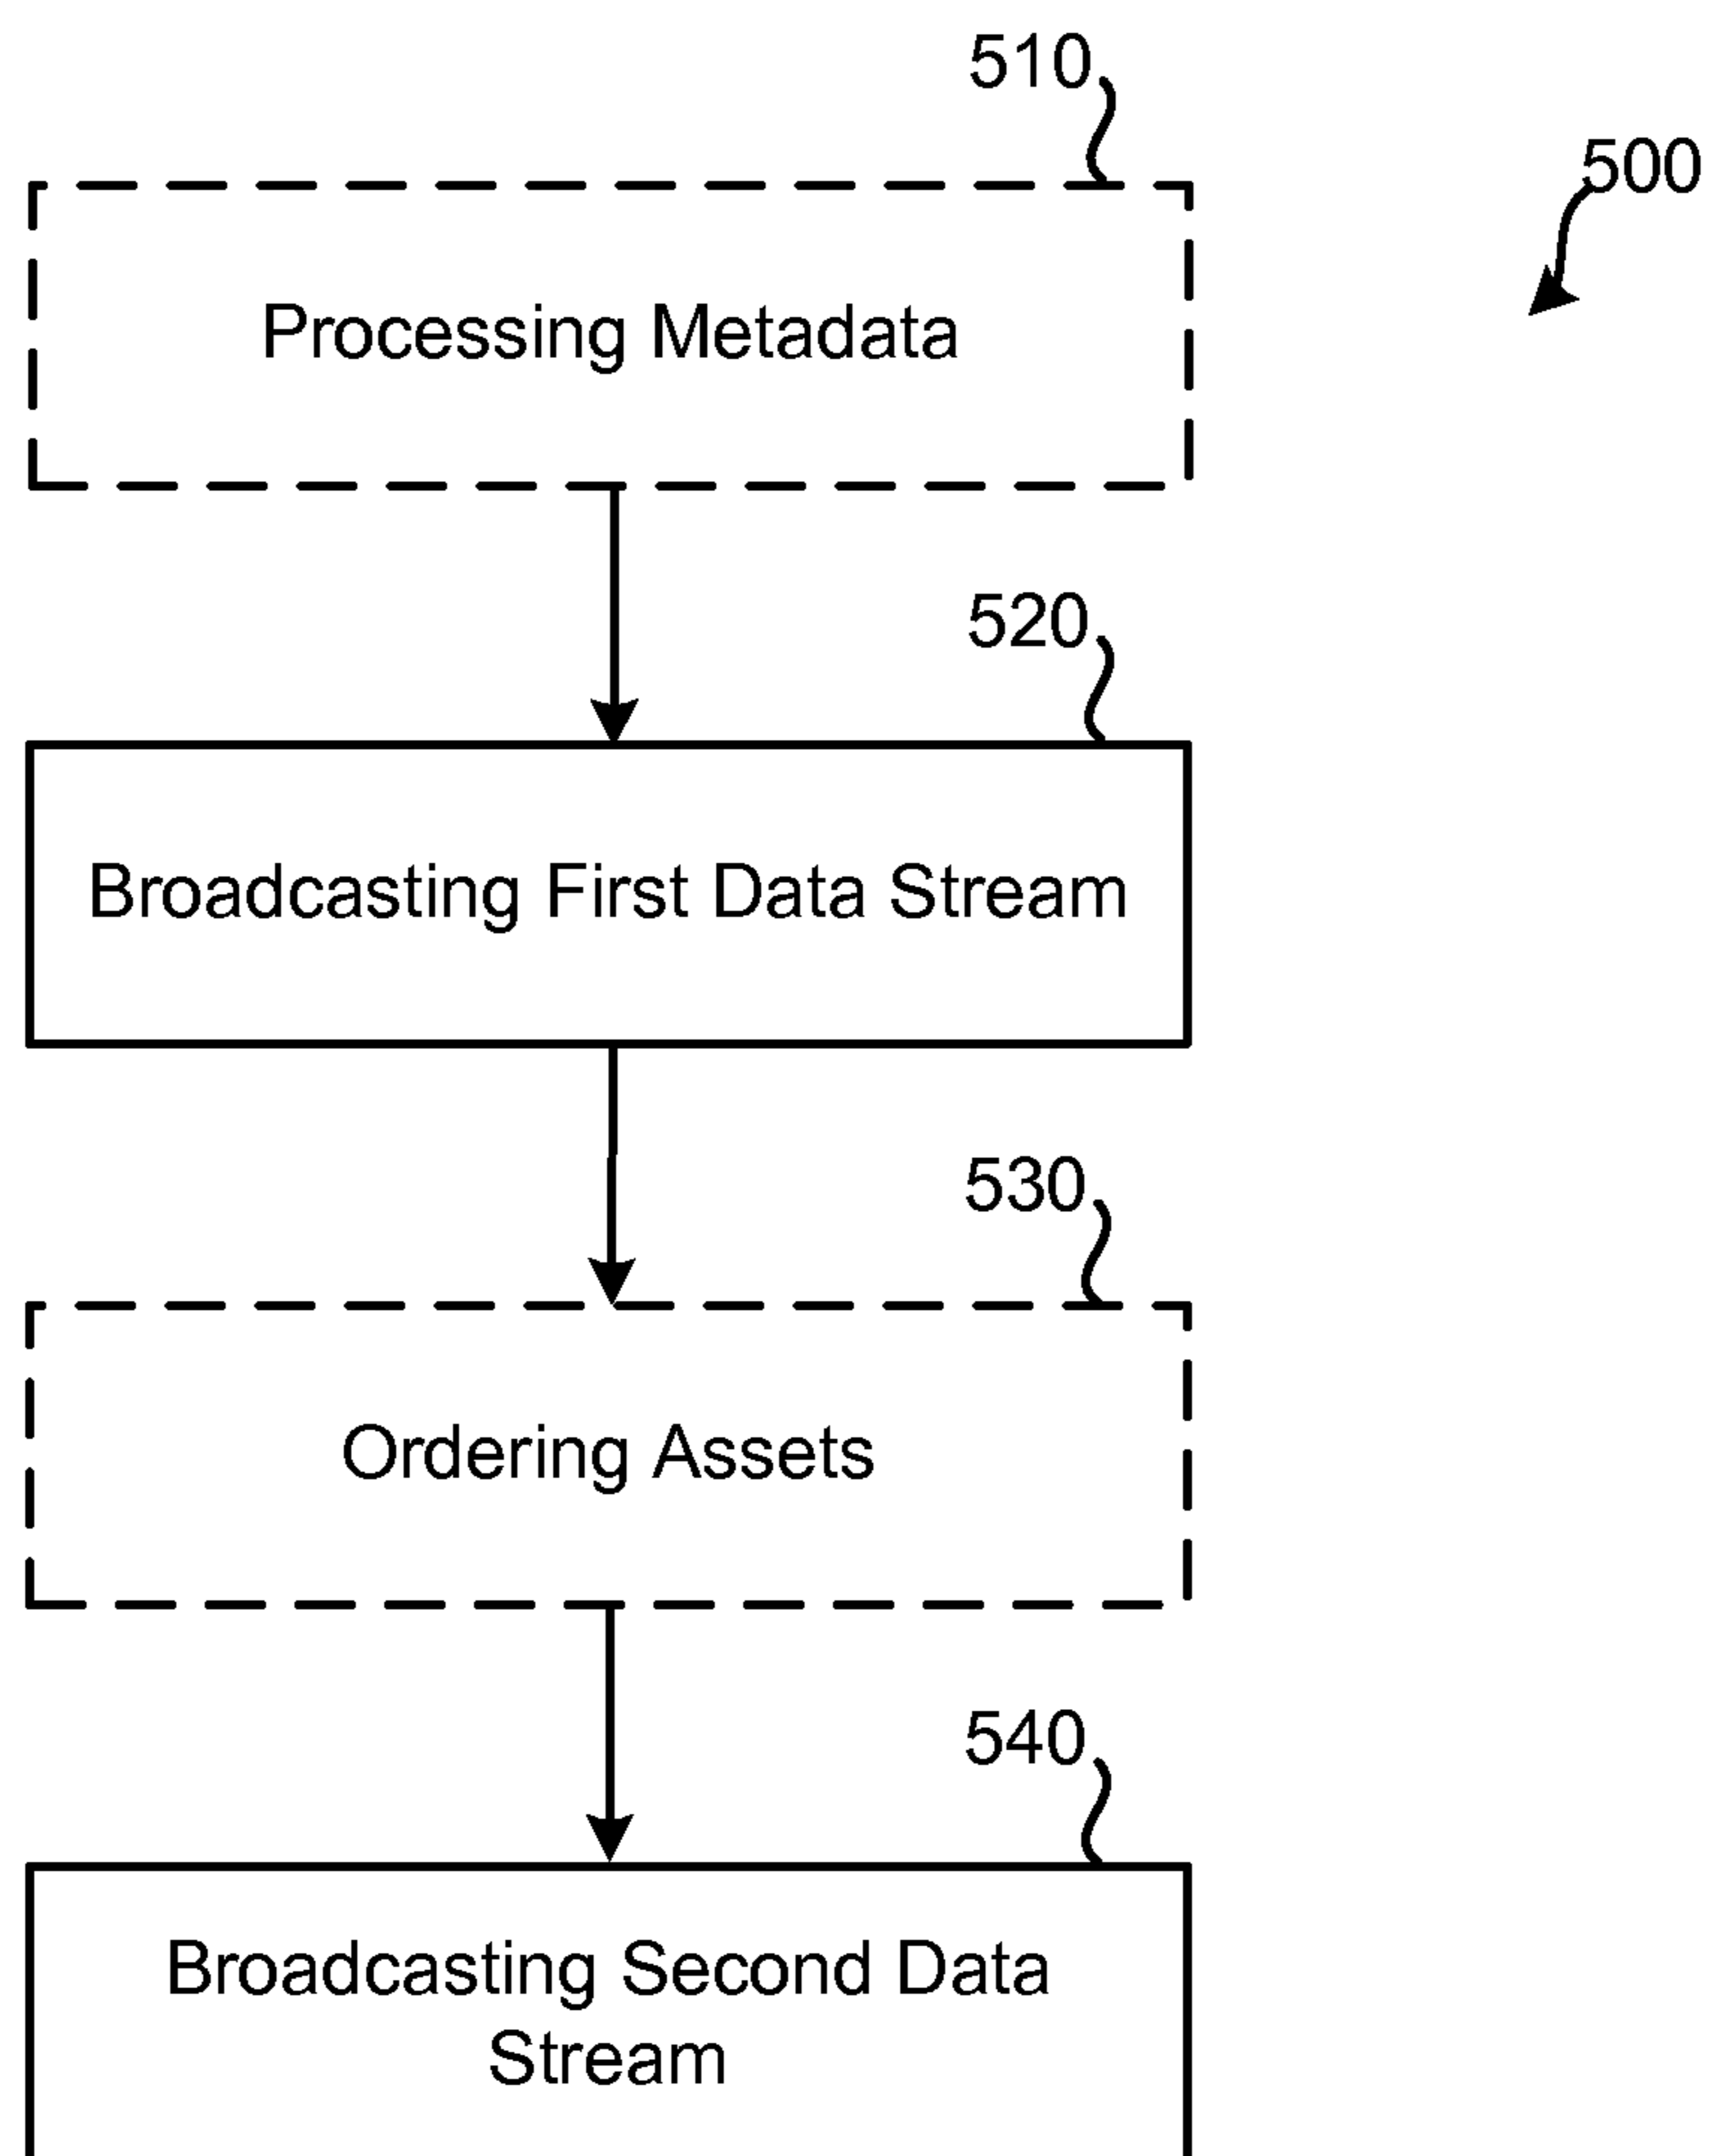 510
500
Processing Metadata
520
Broadcasting First Data Stream
530
Ordering Assets
540
Broadcasting Second Data
Stream